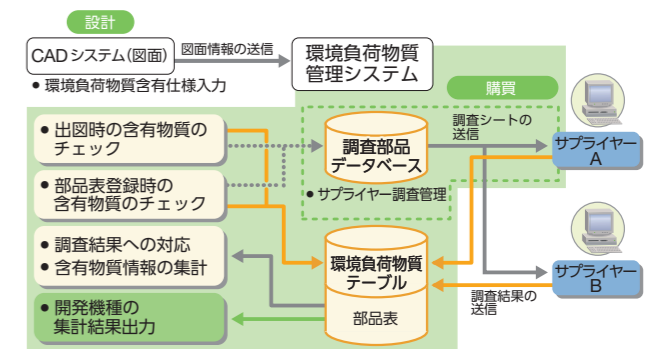 設計
CADシステム(図面)
図面情報の送信
環境負荷物質
管理システム
● 環境負荷物質含有仕様入力
購買
● 出図時の含有物質の
チェック
● 部品表登録時の
含有物質のチェック
● 調査結果への対応
● 含有物質情報の集計
● 開発機種の
集計結果出力
調査部品
データベース
● サプライヤー調査管理
調査シートの
送信
サプライヤー
A
環境負荷物質
テーブル
部品表
サプライヤー
B
調査結果の
送信